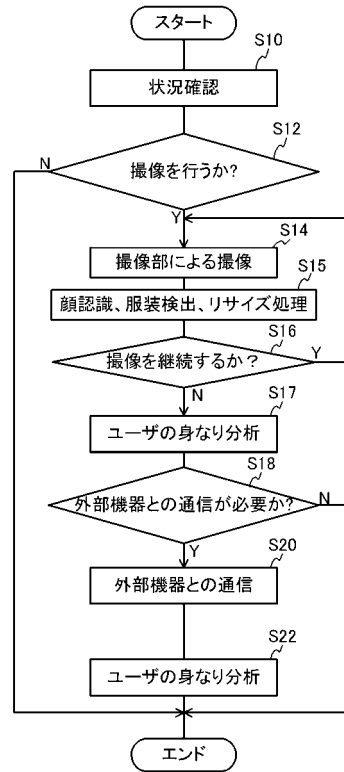 スタート
S10
状況確認
S12
N
撮像を行うか?
Y
S14
撮像部による撮像
S15
顔認識、服装検出、リサイズ処理
S16
撮像を継続するか?
Y
N
S17
ユーザの身なり分析
S18
外部機器との通信が必要か?
N
Y
S20
外部機器との通信
S22
ユーザの身なり分析
エンド